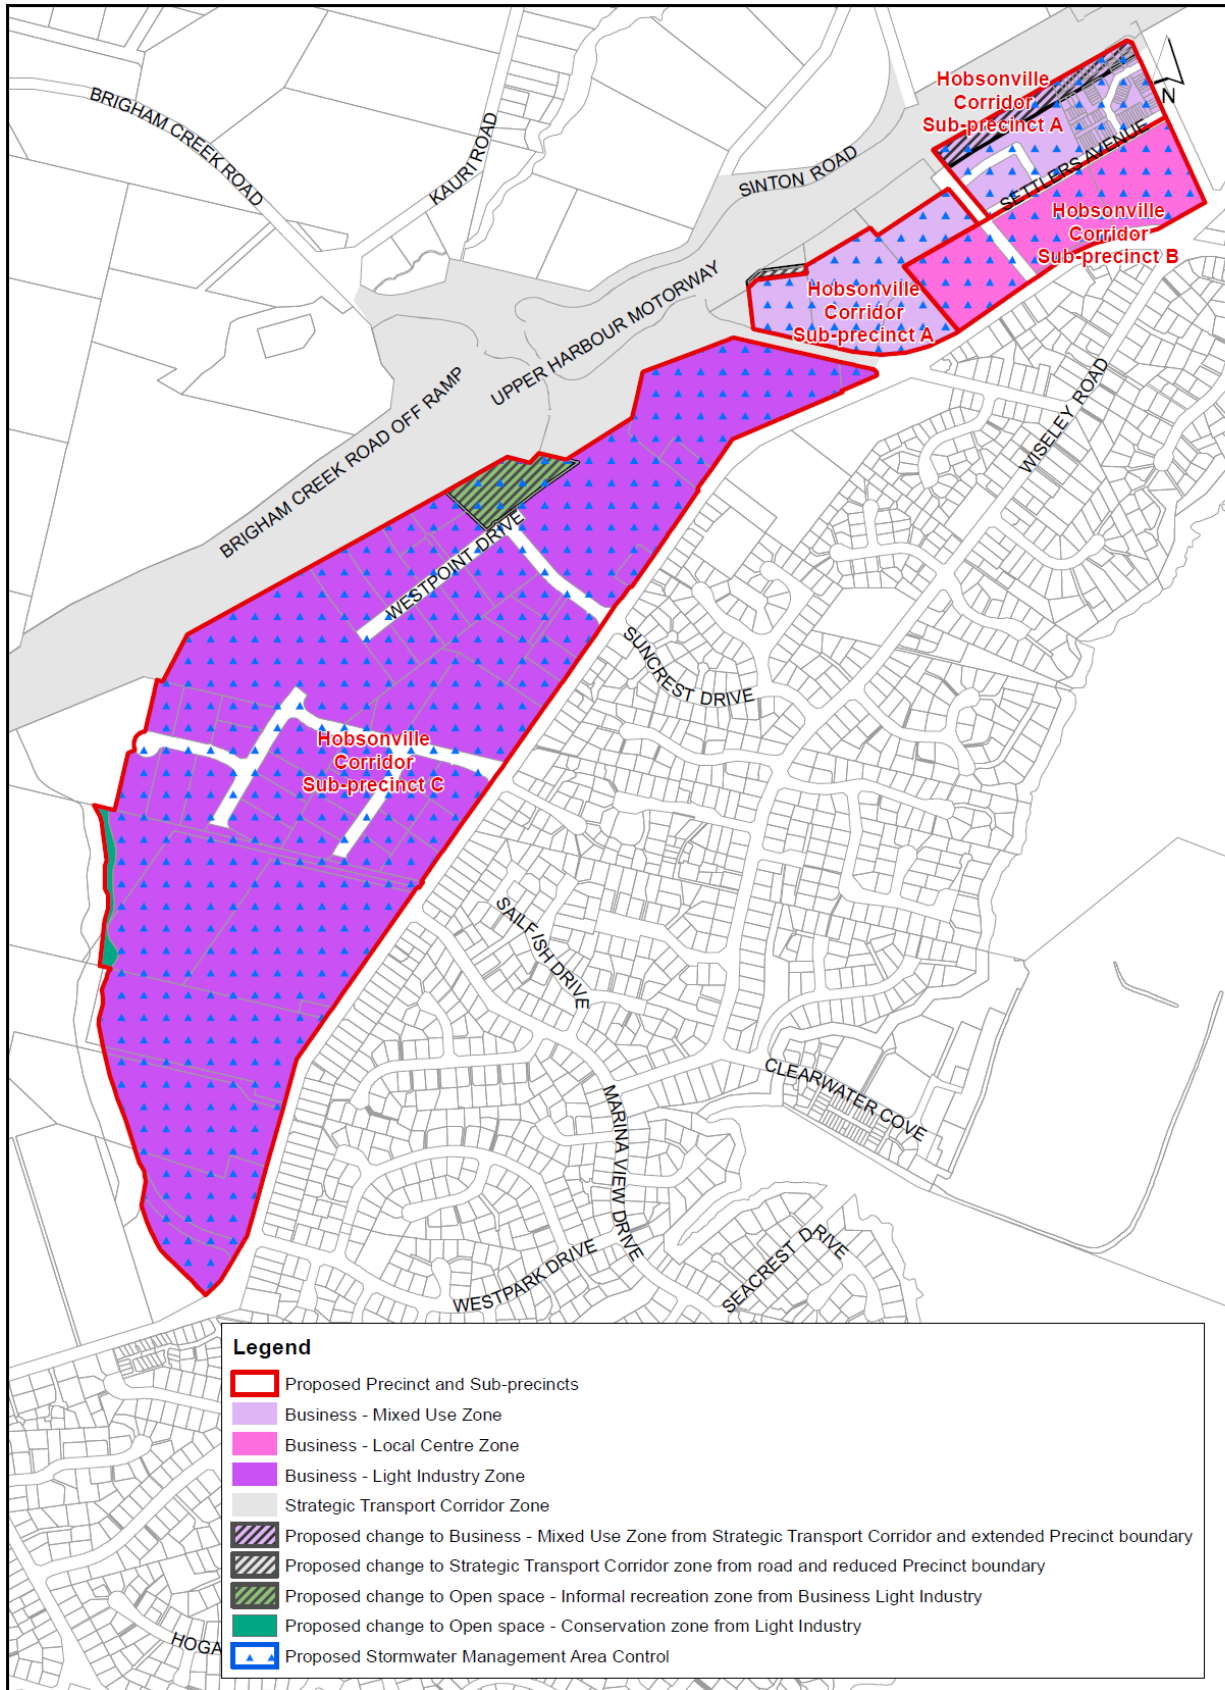 BRIGHAM CREEK ROAD
KAURI ROAD
SINTON ROAD
Hobsonville
Corridor
Sub-precinct A
N
SETTLERS AVENUE
Hobsonville
Corridor
Sub-precinct B
UPPER HARBOUR MOTORWAY
Hobsonville
Corridor
Sub-precinct A
BRIGHAM CREEK ROAD OFF RAMP
WISELEY ROAD
WESTPOINT DRIVE
SUNCREST DRIVE
Hobsonville
Corridor
Sub-precinct C
SAILFISH DRIVE
CLEARWATER COVE
MARINA VIEW DRIVE
WESTPARK DRIVE
SEACREST DRIVE
HOGA
Legend
Proposed Precinct and Sub-precincts
Business - Mixed Use Zone
Business - Local Centre Zone
Business - Light Industry Zone
Strategic Transport Corridor Zone
Proposed change to Business - Mixed Use Zone from Strategic Transport Corridor and extended Precinct boundary
Proposed change to Strategic Transport Corridor zone from road and reduced Precinct boundary
Proposed change to Open space - Informal recreation zone from Business Light Industry
Proposed change to Open space - Conservation zone from Light Industry
Proposed Stormwater Management Area Control